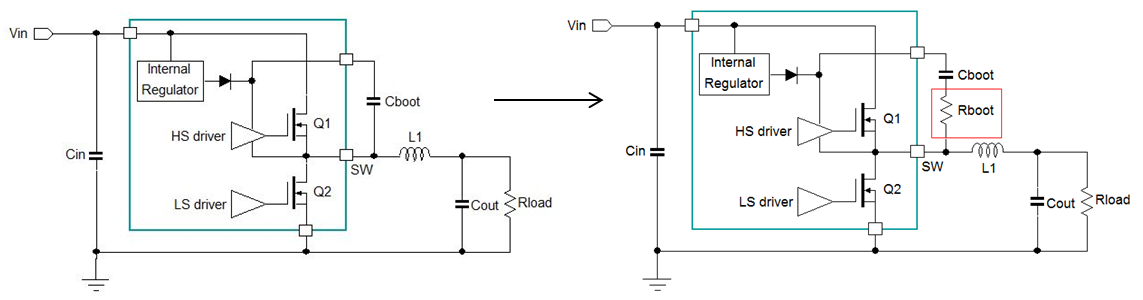 Vin
Internal
Regulator
Cboot
HS driver
Q1
L1
SW
Cin
Q2
LS driver
Cout
Rload
Vin
Internal
Regulator
Cboot
Rboot
HS driver
Q1
Cin
SW
L1
Q2
LS driver
Cout
Rload